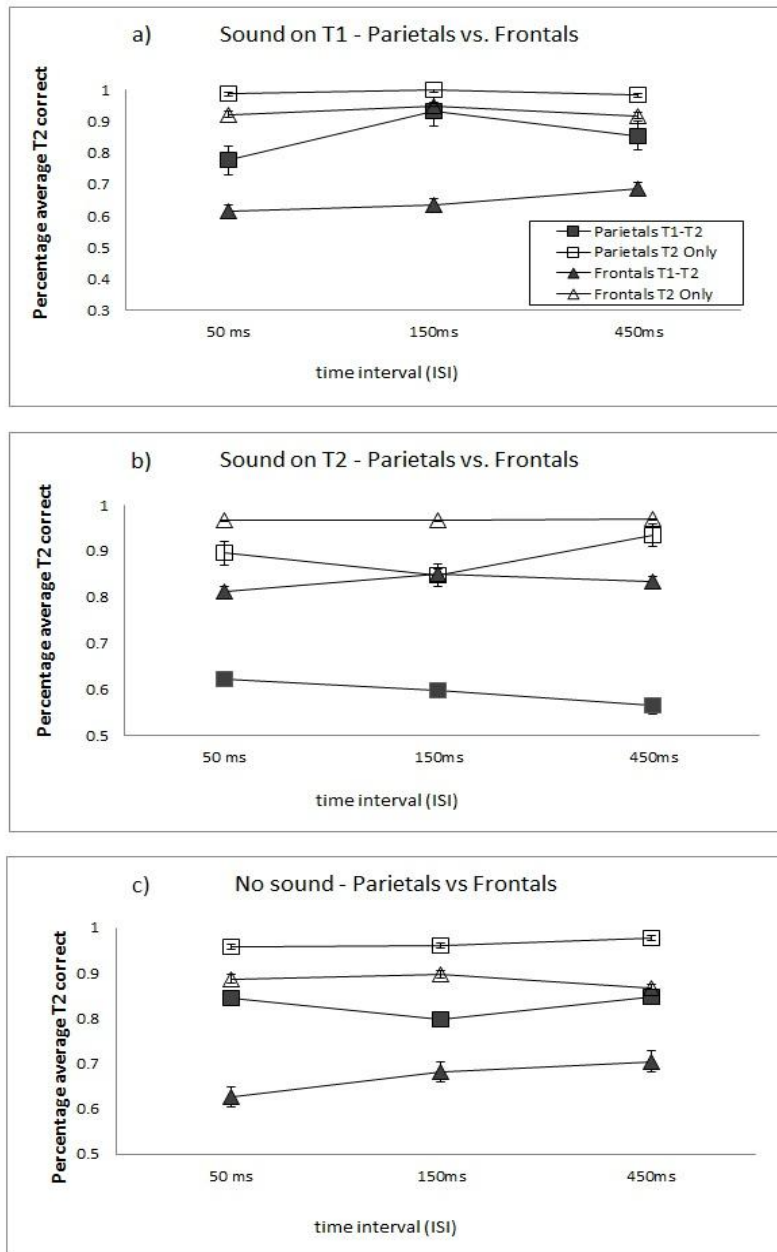 a) Sound on T1 - Parietals vs. Frontals
Percentage average T2 correct
1
0.9
0.8
0.7
0.6
0.5
0.4
0.3
Parietals T1-T2
Parietals T2 Only
Frontals T1-T2
Frontals T2 Only
50 ms 150ms 450ms
time interval (ISI)
b) Sound on T2 - Parietals vs. Frontals
Percentage average T2 correct
1
0.9
0.8
0.7
0.6
0.5
50 ms 150ms 450ms
time interval (ISI)
c) No sound - Parietals vs Frontals
Percentage average T2 correct
1
0.9
0.8
0.7
0.6
0.5
50 ms 150ms 450ms
time interval (ISI)